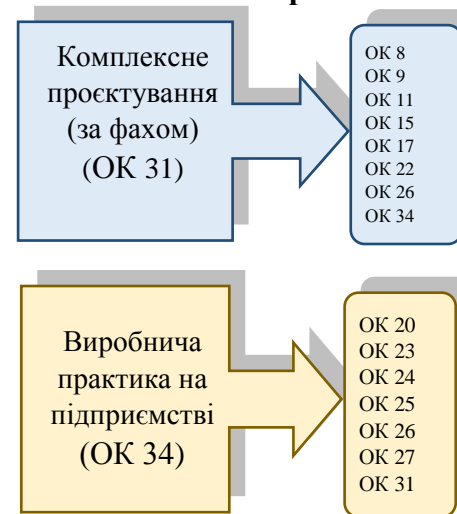 Комплексне
проєктування
(за фахом)
(ОК 31)
ОК 8
ОК 9
ОК 11
ОК 15
ОК 17
ОК 22
ОК 26
ОК 34
Виробнича
практика на
підприємстві
(ОК 34)
ОК 20
ОК 23
ОК 24
ОК 25
ОК 26
ОК 27
ОК 31